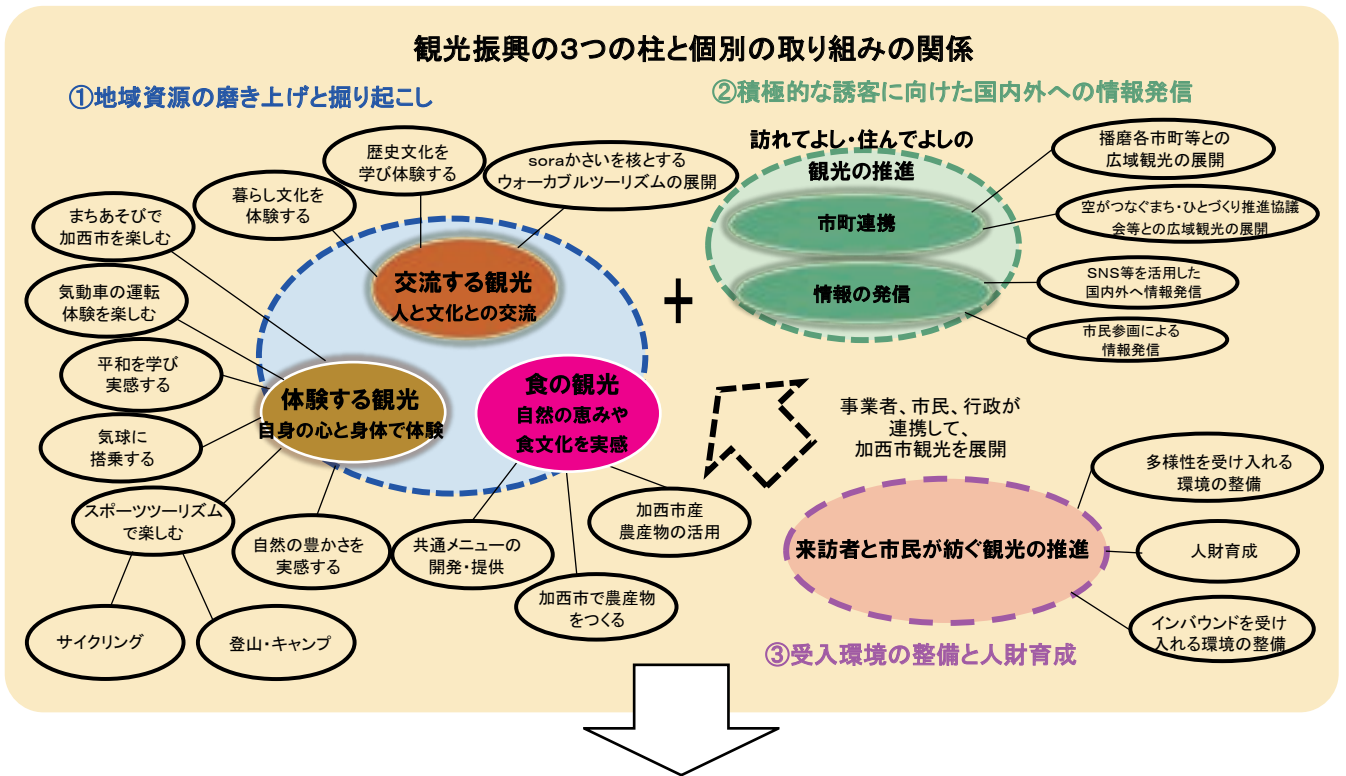 観光振興の3つの柱と個別の取り組みの関係
①地域資源の磨き上げと掘り起こし
歴史文化を
学び体験する
soraかさいを核とする
ウォーカブルツーリズムの展開
暮らし文化を
体験する
まちあそびで
加西市を楽しむ
気動車の運転
体験を楽しむ
平和を学び
実感する
気球に
搭乗する
スポーツツーリズム
で楽しむ
サイクリング
登山・キャンプ
自然の豊かさを
実感する
交流する観光
人と文化との交流
体験する観光
自身の心と身体で体験
食の観光
自然の恵みや
食文化を実感
共通メニューの
開発・提供
加西市で農産物
をつくる
加西市産
農産物の活用
+
②積極的な誘客に向けた国内外への情報発信
訪れてよし・住んでよしの
観光の推進
市町連携
情報の発信
播磨各市町等との
広域観光の展開
空がつなぐまち・ひとづくり推進協議
会等との広域観光の展開
SNS等を活用した
国内外へ情報発信
市民参画による
情報発信
事業者、市民、行政が
連携して、
加西市観光を展開
来訪者と市民が紡ぐ観光の推進
多様性を受け入れる
環境の整備
人財育成
インバウンドを受け
入れる環境の整備
③受入環境の整備と人財育成